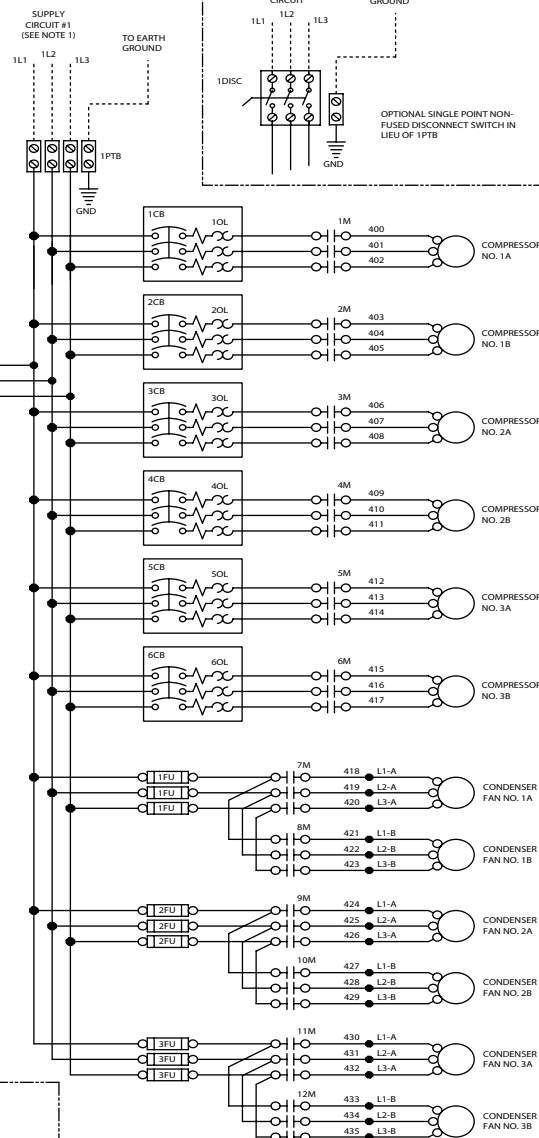 SUPPLY
CIRCUIT #1
(SEE NOTE 1)
1L1
1L2
1L3
TO EARTH
GROUND
1PTB
GND
CIRCUIT
1L1
1L2
1L3
GROUND
1DISC
GND
OPTIONAL SINGLE POINT NON-
FUSED DISCONNECT SWITCH IN
LIEU OF 1PTB
1CB
1OL
1M
400
401
402
COMPRESSOR
NO. 1A
2CB
2OL
2M
403
404
405
COMPRESSOR
NO. 1B
3CB
3OL
3M
406
407
408
COMPRESSOR
NO. 2A
4CB
4OL
4M
409
410
411
COMPRESSOR
NO. 2B
5CB
5OL
5M
412
413
414
COMPRESSOR
NO. 3A
6CB
6OL
6M
415
416
417
COMPRESSOR
NO. 3B
1FU
1FU
1FU
7M
418 L1-A
419 L2-A
420 L3-A
CONDENSER
FAN NO. 1A
8M
421 L1-B
422 L2-B
423 L3-B
CONDENSER
FAN NO. 1B
2FU
2FU
2FU
9M
424 L1-A
425 L2-A
426 L3-A
CONDENSER
FAN NO. 2A
10M
427 L1-B
428 L2-B
429 L3-B
CONDENSER
FAN NO. 2B
3FU
3FU
3FU
11M
430 L1-A
431 L2-A
432 L3-A
CONDENSER
FAN NO. 3A
12M
433 L1-B
434 L2-B
435 L3-B
CONDENSER
FAN NO. 3B